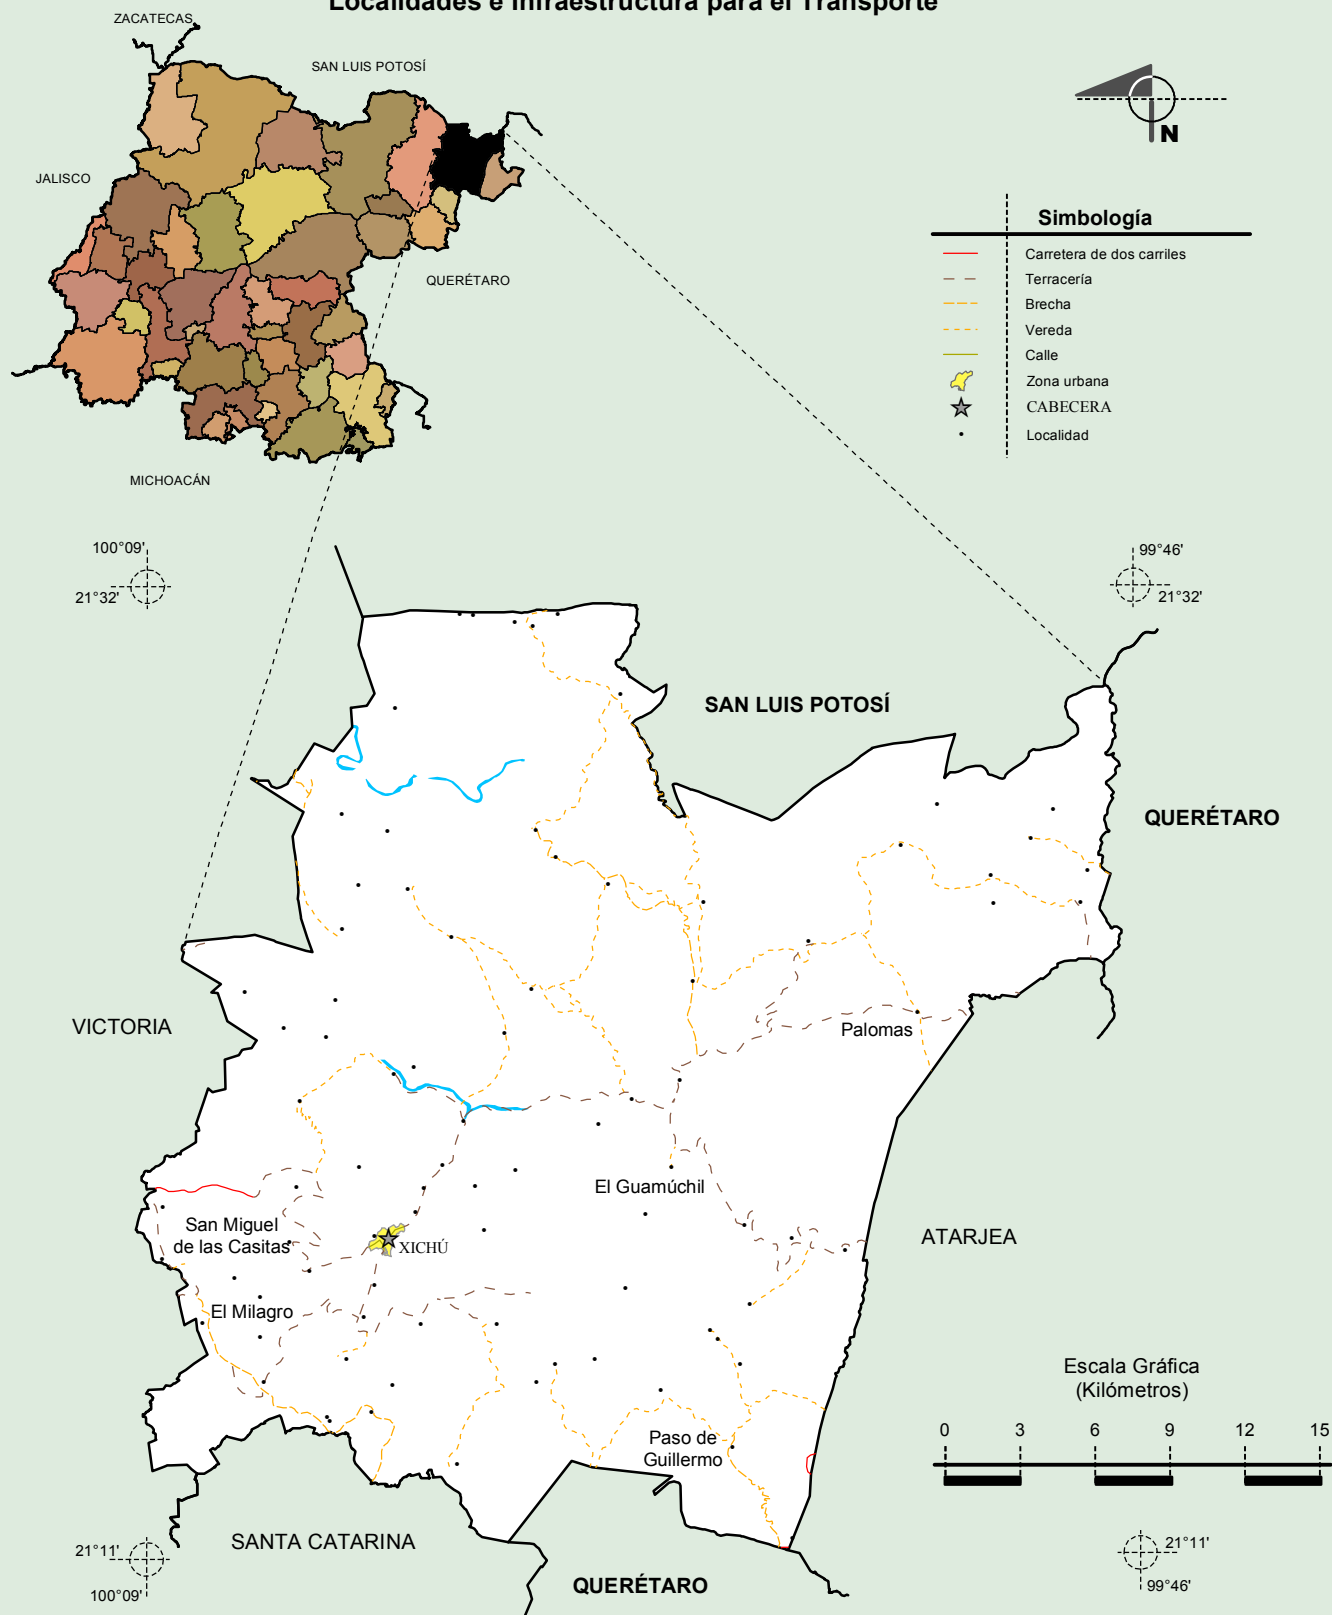 Localidades e Infraestructura para el Transporte
ZACATECAS
SAN LUIS POTOSÍ
JALISCO
QUERÉTARO
MICHOACÁN
N
Simbología
Carretera de dos carriles
Terracería
Brecha
Vereda
Calle
Zona urbana
CABECERA
Localidad
100°09'
21°32'
99°46'
21°32'
SAN LUIS POTOSÍ
QUERÉTARO
VICTORIA
Palomas
El Guamúchil
San Miguel
de las Casitas
XICHÚ
ATARJEA
El Milagro
Escala Gráfica
(Kilómetros)
0 3 6 9 12 15
Paso de
Guillermo
SANTA CATARINA
QUERÉTARO
21°11'
100°09'
21°11'
99°46'